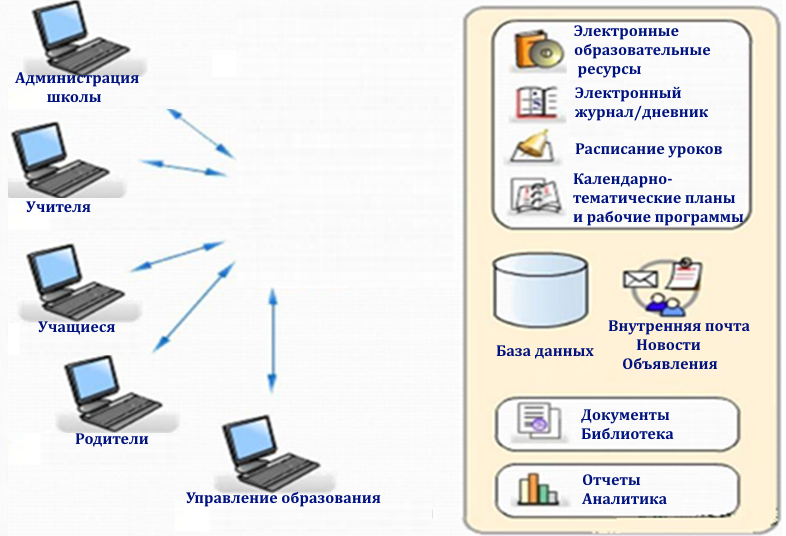 Администрация
школы
Учителя
Учащиеся
Родители
Управление образования
Электронные
образовательные
ресурсы
Электронный
журнал/дневник
Расписание уроков
Календарно-
тематические планы
и рабочие программы
База данных
Внутренняя почта
Новости
Объявления
Документы
Библиотека
Отчеты
Аналитика